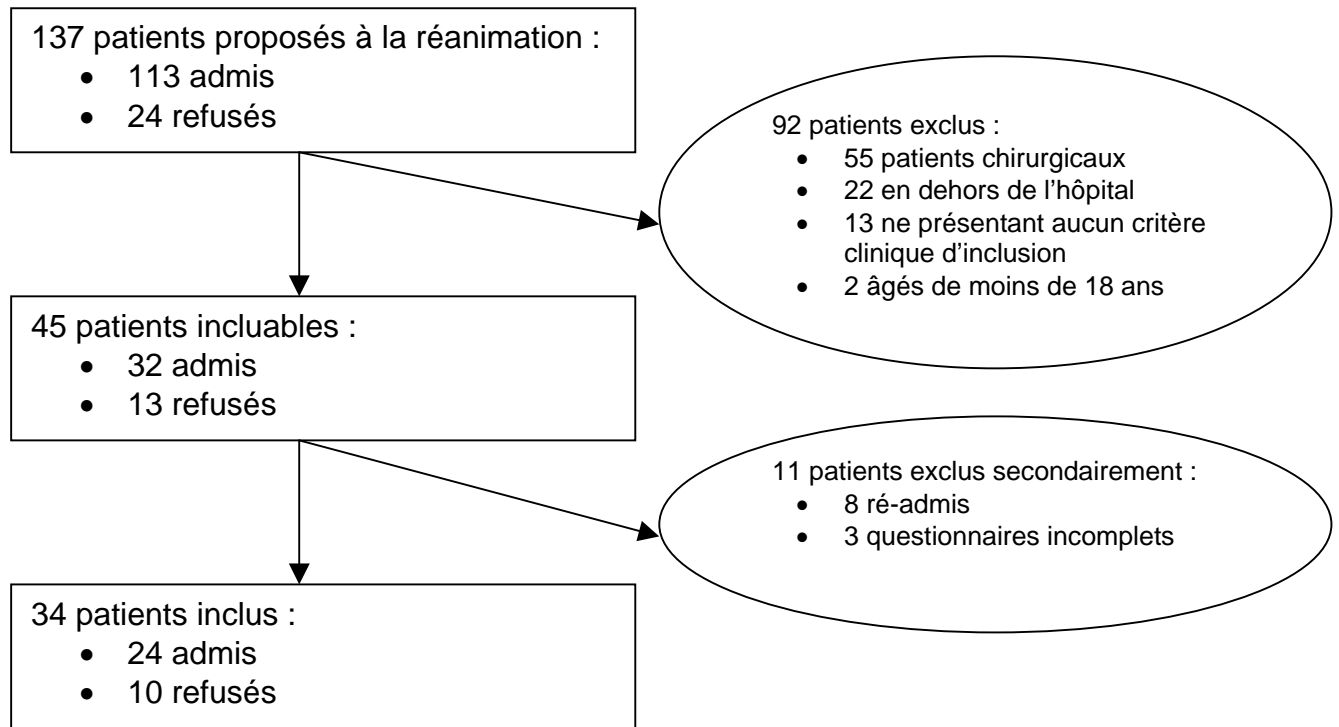 137 patients proposés à la réanimation :
• 113 admis
• 24 refusés
92 patients exclus :
• 55 patients chirurgicaux
• 22 en dehors de l'hôpital
• 13 ne présentant aucun critère
clinique d'inclusion
• 2 âgés de moins de 18 ans
45 patients incluables :
• 32 admis
• 13 refusés
11 patients exclus secondairement :
• 8 ré-admis
• 3 questionnaires incomplets
34 patients inclus :
• 24 admis
• 10 refusés